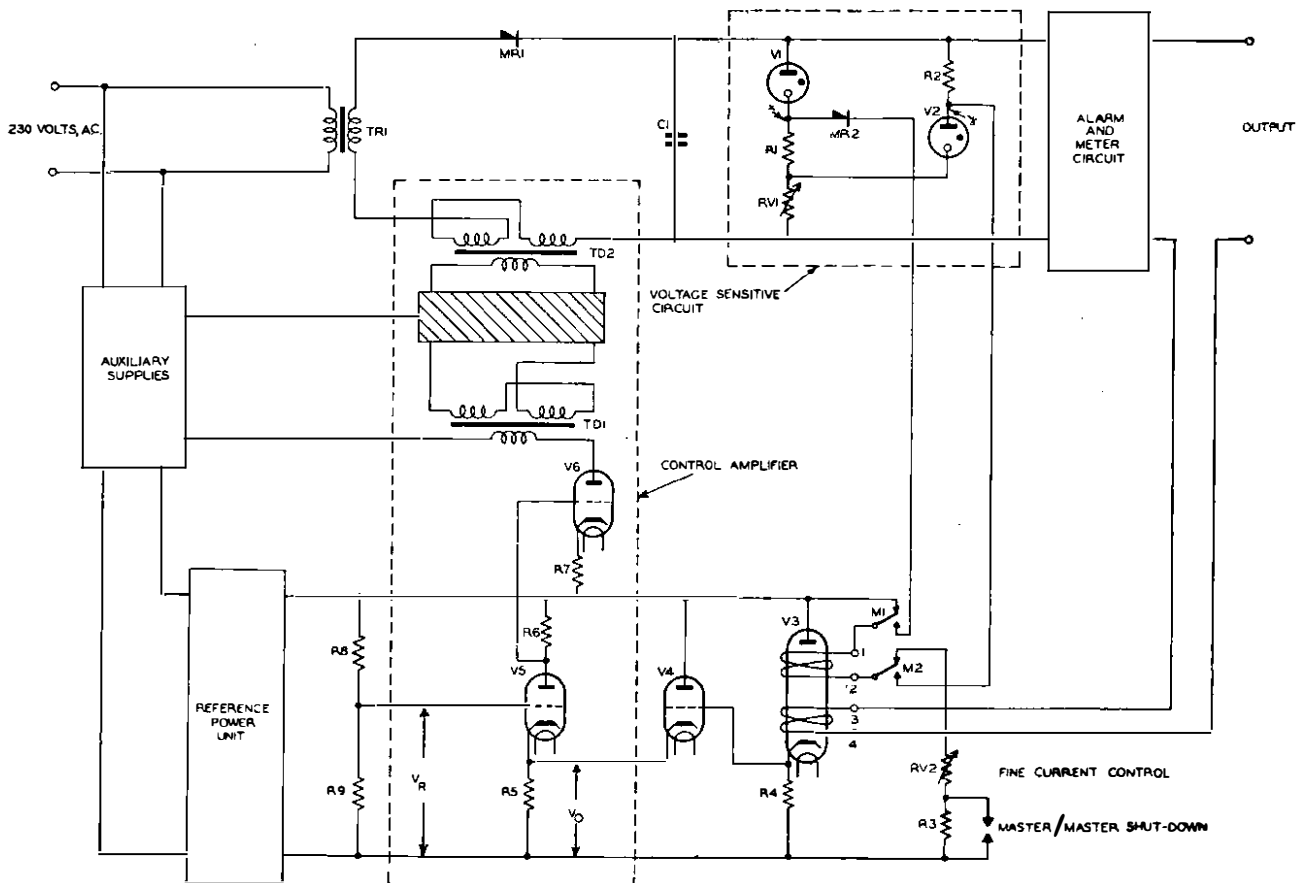 MR1
V1
R2
230 VOLTS, A.C.
TR1
C1
MR2
V2
R1
RV1
ALARM
AND
METER
CIRCUIT
OUTPUT
TD2
VOLTAGE SENSITIVE
CIRCUIT
AUXILIARY
SUPPLIES
TD1
V6
CONTROL AMPLIFIER
R7
REFERENCE
POWER
UNIT
R8
R6
V5
V4
V3
M1
1
M2
2
3
4
R9
VR
R5
VO
R4
RV2
FINE CURRENT CONTROL
R3
MASTER/MASTER SHUT-DOWN